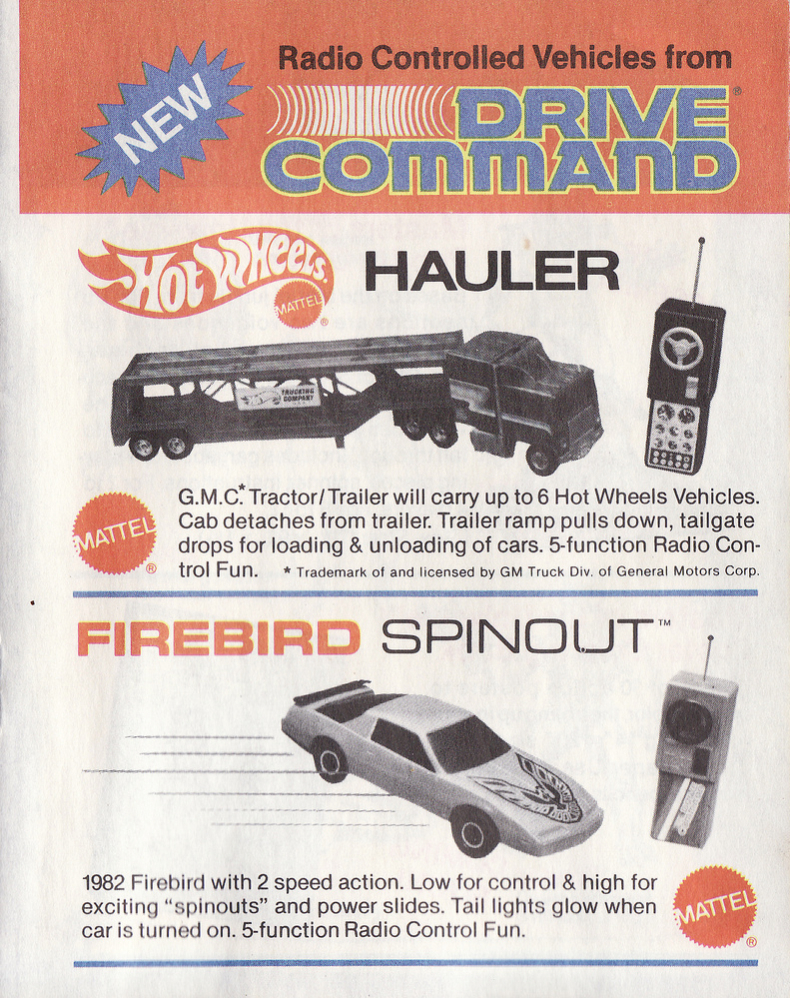 NEW
Radio Controlled Vehicles from
DRIVE®
COMMAND
Hot Wheels. HAULER
MATTEL®
TRUCKING
COMPANY
G.M.C.* Tractor/Trailer will carry up to 6 Hot Wheels Vehicles.
MATTEL®
Cab detaches from trailer. Trailer ramp pulls down, tailgate
drops for loading & unloading of cars. 5-function Radio Con-
trol Fun. * Trademark of and licensed by GM Truck Div. of General Motors Corp.
FIREBIRD SPINOUT™
1982 Firebird with 2 speed action. Low for control & high for
exciting “spinouts” and power slides. Tail lights glow when
car is turned on. 5-function Radio Control Fun.
MATTEL®